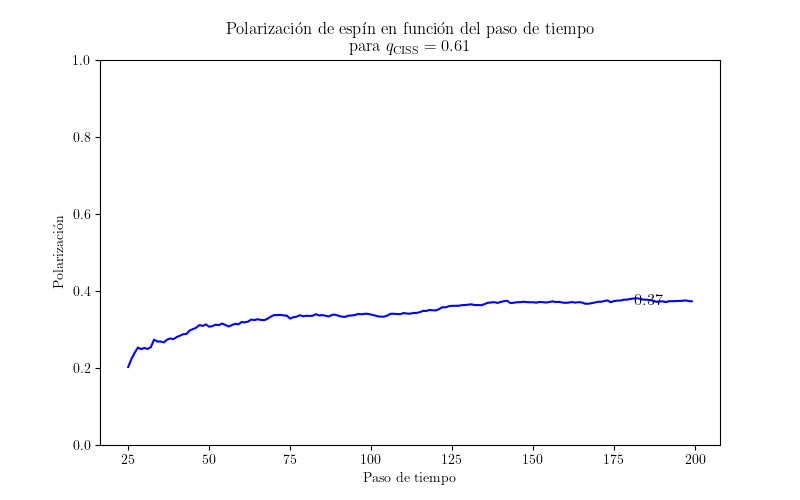 Polarización de espín en función del paso de tiempo
para q_CISS = 0.61
1.0
0.8
0.6
0.4
0.2
0.0
Polarización
0.37
25 50 75 100 125 150 175 200
Paso de tiempo